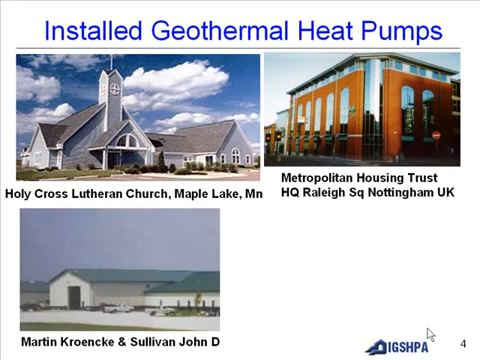 Installed Geothermal Heat Pumps
Holy Cross Lutheran Church, Maple Lake, Mn
Metropolitan Housing Trust
HQ Raleigh Sq Nottingham UK
Martin Kroencke & Sullivan John D
IGSHPA
4